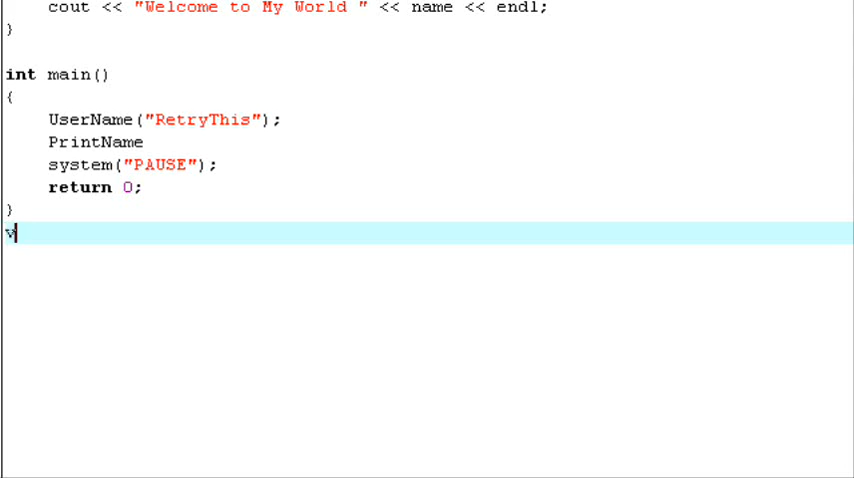 cout << "Welcome to My World " << name << endl;
}
int main()
{
UserName("RetryThis");
PrintName
system("PAUSE");
return 0;
}
v